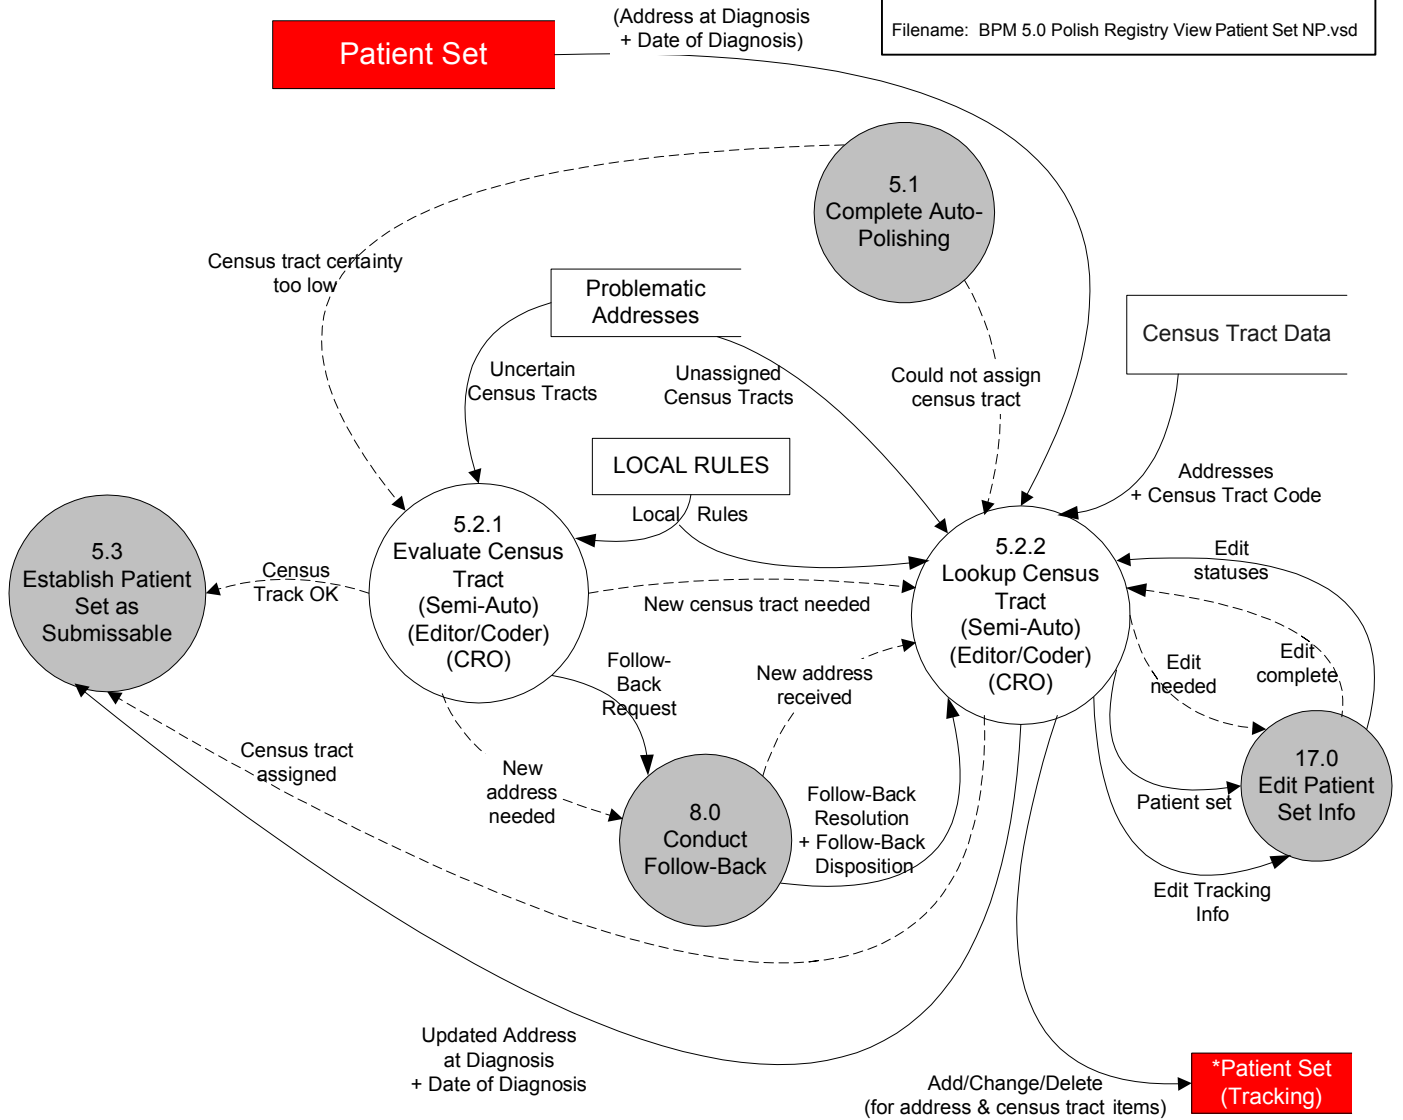 (Address at Diagnosis
+ Date of Diagnosis)
Filename:  BPM 5.0 Polish Registry View Patient Set NP.vsd
Patient Set
5.1
Complete Auto-
Polishing
Census tract certainty
too low
Problematic
Addresses
Census Tract Data
Uncertain
Census Tracts
Unassigned
Census Tracts
Could not assign
census tract
LOCAL RULES
Local Rules
Addresses
+ Census Tract Code
5.2.1
Evaluate Census
Tract
(Semi-Auto)
(Editor/Coder)
(CRO)
5.2.2
Lookup Census
Tract
(Semi-Auto)
(Editor/Coder)
(CRO)
Edit
statuses
5.3
Establish Patient
Set as
Submissable
Census
Track OK
New census tract needed
Follow-
Back
Request
New address
received
Edit
needed
Edit
complete
Census tract
assigned
New
address
needed
8.0
Conduct
Follow-Back
Follow-Back
Resolution
+ Follow-Back
Disposition
Patient set
17.0
Edit Patient
Set Info
Edit Tracking
Info
Updated Address
at Diagnosis
+ Date of Diagnosis
Add/Change/Delete
(for address & census tract items)
*Patient Set
(Tracking)